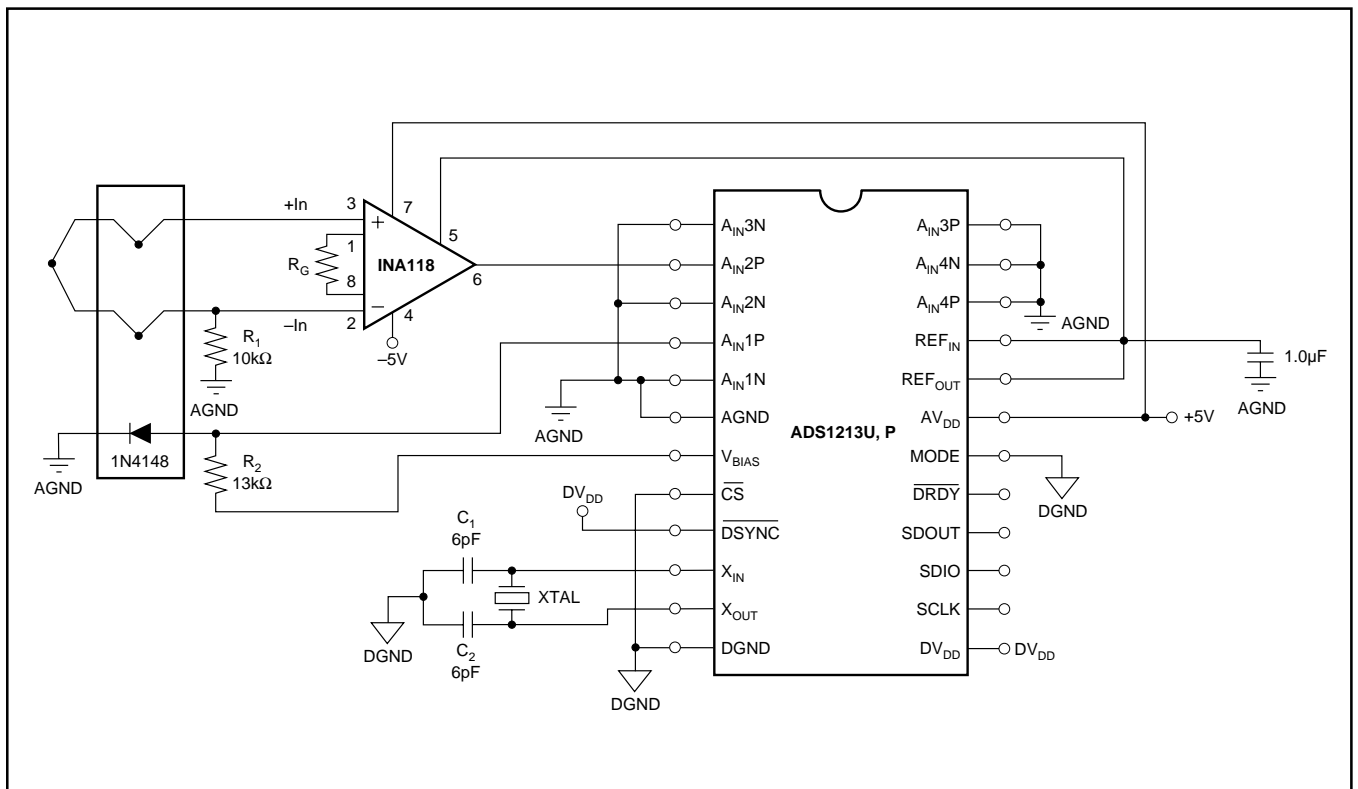 +In
3
7
+
1
5
R_G
INA118
6
8
−
–In
2
4
–5V
R_1
10kΩ
AGND
1N4148
AGND
R_2
13kΩ
A_IN3N
A_IN2P
A_IN2N
A_IN1P
A_IN1N
AGND
AGND
V_BIAS
CS
DV_DD
DSYNC
C_1
6pF
X_IN
XTAL
X_OUT
C_2
6pF
DGND
DGND
DGND
ADS1213U, P
A_IN3P
A_IN4N
A_IN4P
AGND
REF_IN
1.0µF
REF_OUT
AGND
AV_DD
+5V
MODE
DGND
DRDY
SDOUT
SDIO
SCLK
DV_DD
DV_DD